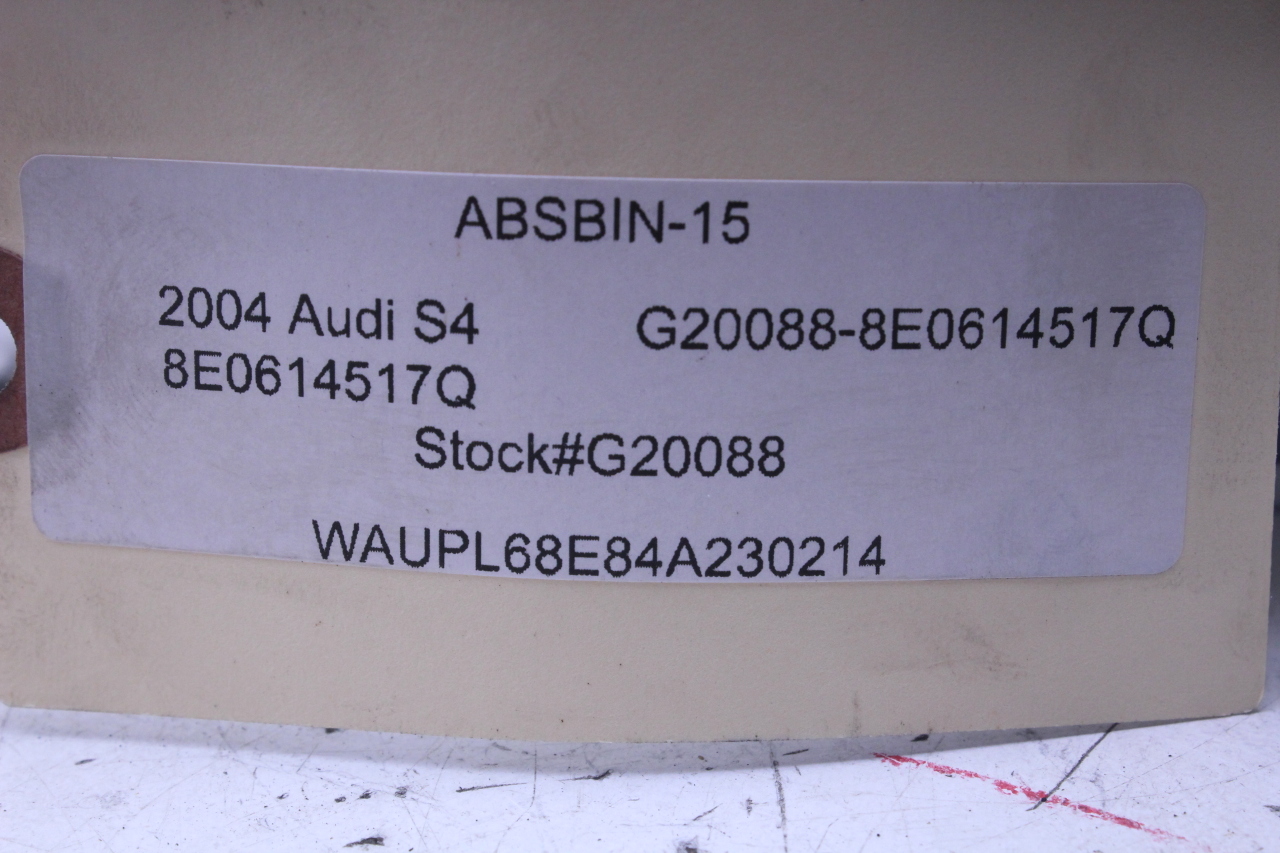 ABSBIN-15
2004 Audi S4 G20088-8E0614517Q
8E0614517Q
Stock#G20088
WAUPL68E84A230214